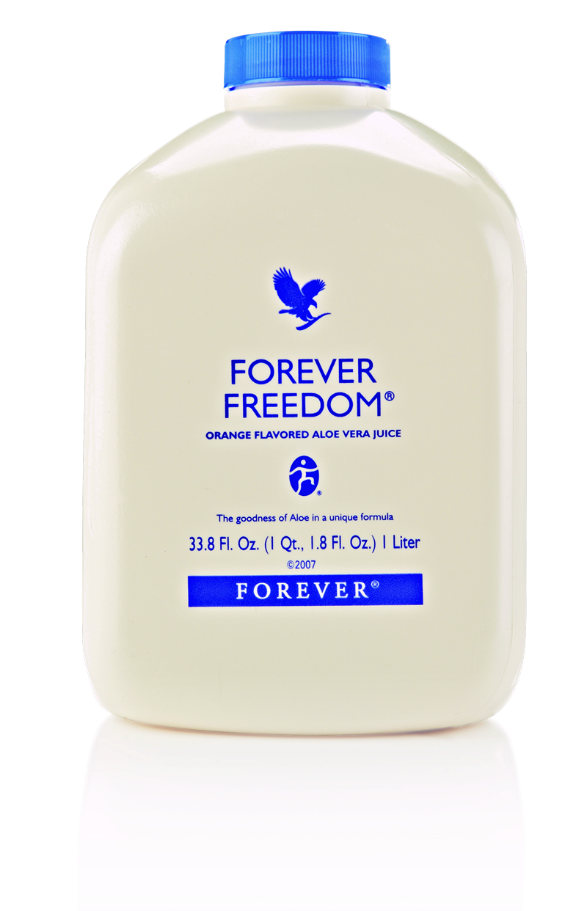 FOREVER
FREEDOM®
ORANGE FLAVORED ALOE VERA JUICE
®
The goodness of Aloe in a unique formula
33.8 Fl. Oz. (1 Qt., 1.8 Fl. Oz.) 1 Liter
©2007
FOREVER®